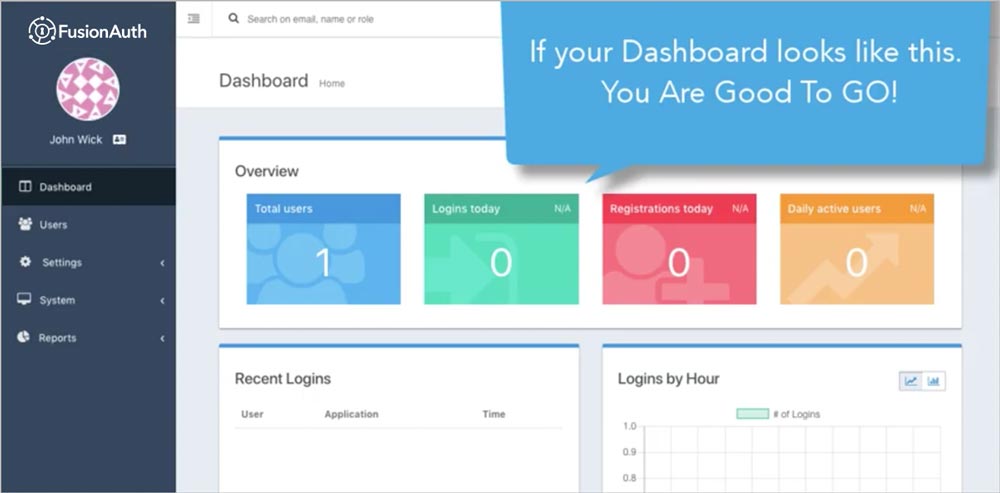 FusionAuth
Search on email, name or role
If your Dashboard looks like this.
You Are Good To GO!
Dashboard Home
John Wick
Dashboard
Users
Settings
System
Reports
Overview
Total users
1
Logins today N/A
0
Registrations today N/A
0
Daily active users N/A
0
Recent Logins
User Application Time
Logins by Hour
# of Logins
1.0
0.9
0.8